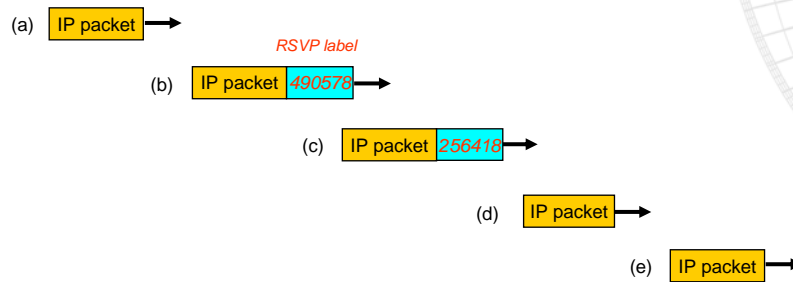 (a) IP packet
RSVP label
(b) IP packet 490578
(c) IP packet 256418
(d) IP packet
(e) IP packet